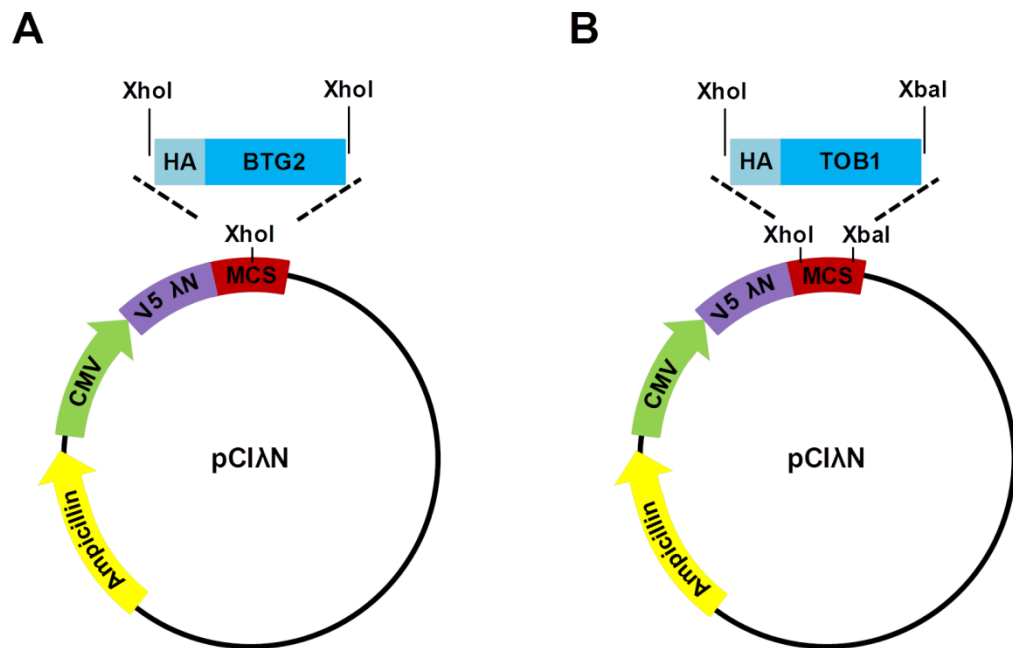 A
XhoI XhoI
HA BTG2
XhoI
V5 λN MCS
CMV
pCIλN
Ampicillin
B
XhoI XbaI
HA TOB1
XhoI XbaI
V5 λN MCS
CMV
pCIλN
Ampicillin